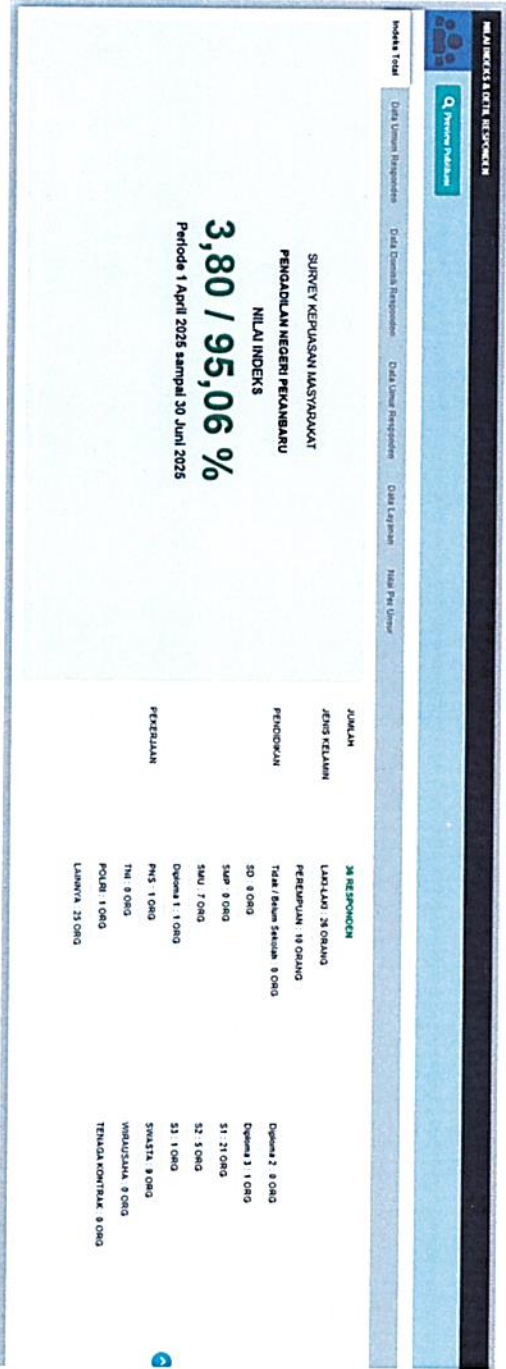 NILAI INDEKS & DETIL RESPONDEN
Preview Publikasi
Indeks Total
Data Umum Responden
Data Domisili Responden
Data Umur Responden
Data Layanan
Nilai Per Unsur
SURVEY KEPUASAN MASYARAKAT
PENGADILAN NEGERI PEKANBARU
NILAI INDEKS
3,80 / 95,06 %
Periode 1 April 2025 sampai 30 Juni 2025
JUMLAH
36 RESPONDEN
JENIS KELAMIN
LAKI-LAKI : 26 ORANG
PEREMPUAN : 10 ORANG
PENDIDIKAN
Tidak / Belum Sekolah : 0 ORG
SD : 0 ORG
SMP : 0 ORG
SMU : 7 ORG
Diploma 1 : 1 ORG
Diploma 2 : 0 ORG
Diploma 3 : 1 ORG
S1 : 21 ORG
S2 : 5 ORG
S3 : 1 ORG
PEKERJAAN
PNS : 1 ORG
TNI : 0 ORG
POLRI : 1 ORG
LAINNYA : 25 ORG
SWASTA : 9 ORG
WIRAUSAHA : 0 ORG
TENAGA KONTRAK : 0 ORG